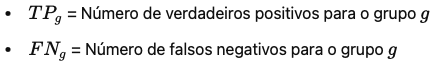 • TP_g = Número de verdadeiros positivos para o grupo g
• FN_g = Número de falsos negativos para o grupo g